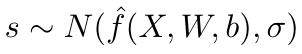 s ∼ N(f̂(X, W, b), σ)